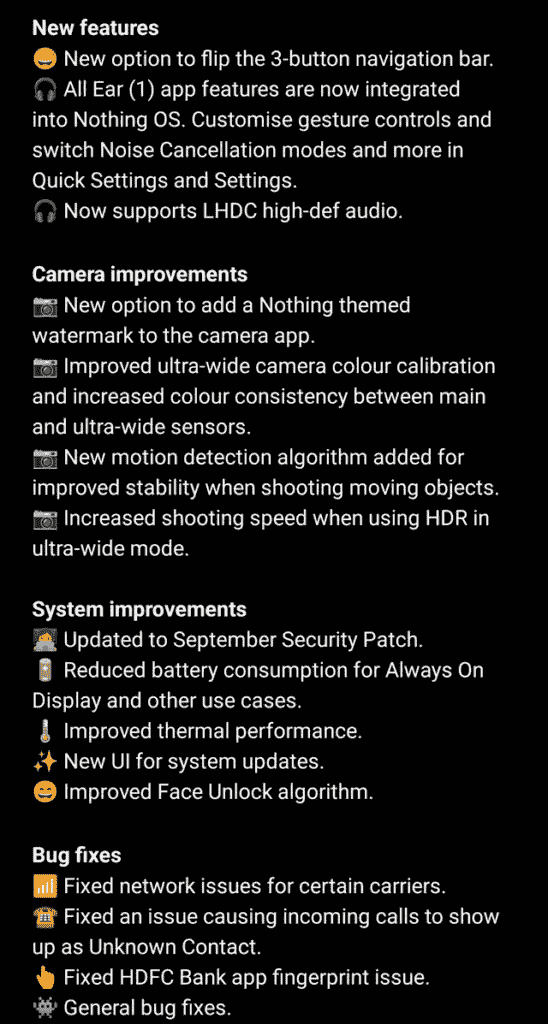 New features
😄 New option to flip the 3-button navigation bar.
🎧 All Ear (1) app features are now integrated
into Nothing OS. Customise gesture controls and
switch Noise Cancellation modes and more in
Quick Settings and Settings.
🎧 Now supports LHDC high-def audio.
Camera improvements
📷 New option to add a Nothing themed
watermark to the camera app.
📷 Improved ultra-wide camera colour calibration
and increased colour consistency between main
and ultra-wide sensors.
📷 New motion detection algorithm added for
improved stability when shooting moving objects.
📷 Increased shooting speed when using HDR in
ultra-wide mode.
System improvements
🧑‍💻 Updated to September Security Patch.
🔋 Reduced battery consumption for Always On
Display and other use cases.
🌡️ Improved thermal performance.
✨ New UI for system updates.
😄 Improved Face Unlock algorithm.
Bug fixes
📶 Fixed network issues for certain carriers.
☎️ Fixed an issue causing incoming calls to show
up as Unknown Contact.
👆 Fixed HDFC Bank app fingerprint issue.
👾 General bug fixes.